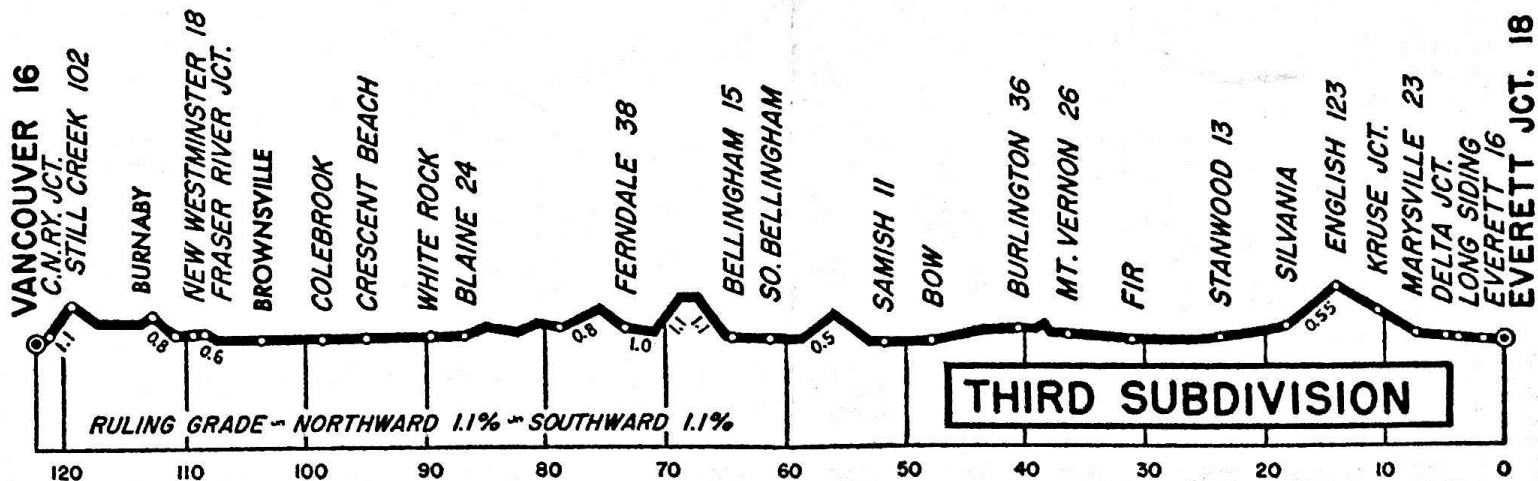 VANCOUVER 16
C.N.RY. JCT.
STILL CREEK 102
BURNABY
NEW WESTMINSTER 18
FRASER RIVER JCT.
BROWNSVILLE
COLEBROOK
CRESCENT BEACH
WHITE ROCK
BLAINE 24
FERNDALE 38
BELLINGHAM 15
SO. BELLINGHAM
SAMISH 11
BOW
BURLINGTON 36
MT. VERNON 26
FIR
STANWOOD 13
SILVANIA
ENGLISH 123
KRUSE JCT.
MARYSVILLE 23
DELTA JCT.
LONG SIDING
EVERETT 16
EVERETT JCT. 18
1.1
0.8
0.6
0.8
1.0
1.1
1.1
0.5
0.55
THIRD SUBDIVISION
RULING GRADE ~ NORTHWARD 1.1% ~ SOUTHWARD 1.1%
120 110 100 90 80 70 60 50 40 30 20 10 0